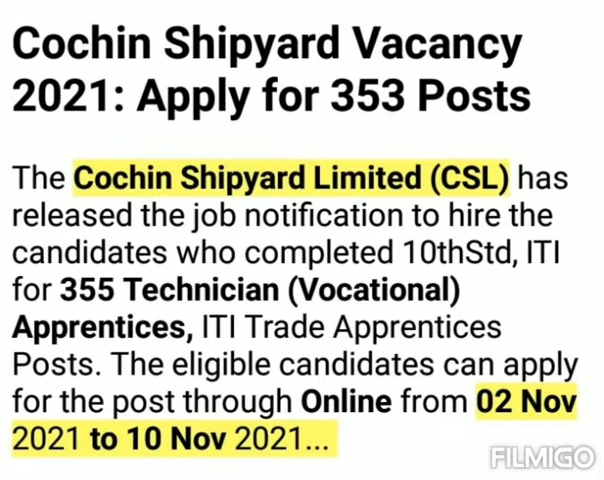 Cochin Shipyard Vacancy
2021: Apply for 353 Posts
The Cochin Shipyard Limited (CSL) has
released the job notification to hire the
candidates who completed 10thStd, ITI
for 355 Technician (Vocational)
Apprentices, ITI Trade Apprentices
Posts. The eligible candidates can apply
for the post through Online from 02 Nov
2021 to 10 Nov 2021...
FILMIGO